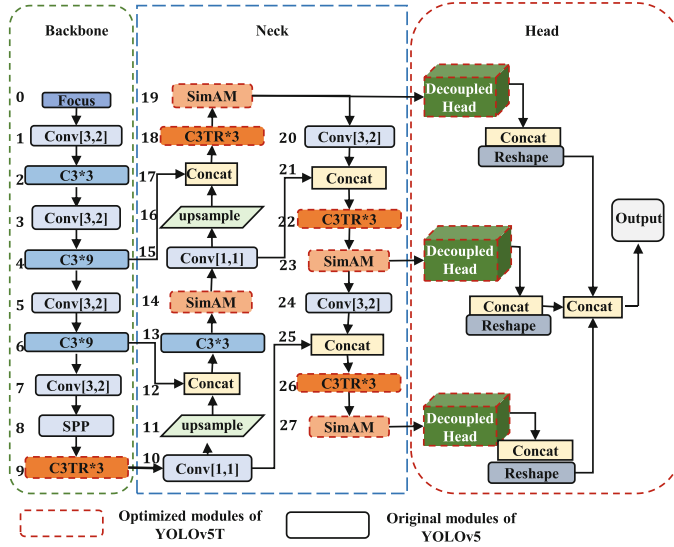 Backbone
Neck
Head
0
Focus
1
Conv[3,2]
2
C3*3
3
Conv[3,2]
4
C3*9
5
Conv[3,2]
6
C3*9
7
Conv[3,2]
8
SPP
9
C3TR*3
19
SimAM
18
C3TR*3
17
Concat
16
upsample
15
Conv[1,1]
14
SimAM
13
C3*3
12
Concat
11
upsample
10
Conv[1,1]
20
Conv[3,2]
21
Concat
22
C3TR*3
23
SimAM
24
Conv[3,2]
25
Concat
26
C3TR*3
27
SimAM
Decoupled
Head
Concat
Reshape
Decoupled
Head
Concat
Reshape
Decoupled
Head
Concat
Reshape
Concat
Output
Optimized modules of
YOLOv5T
Original modules of
YOLOv5